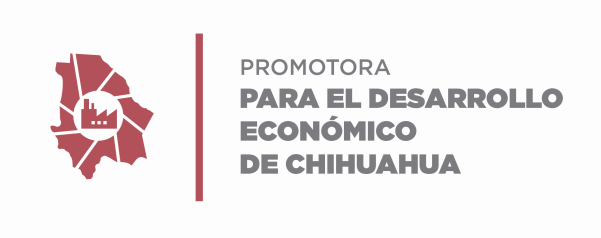 PROMOTORA
PARA EL DESARROLLO
ECONÓMICO
DE CHIHUAHUA